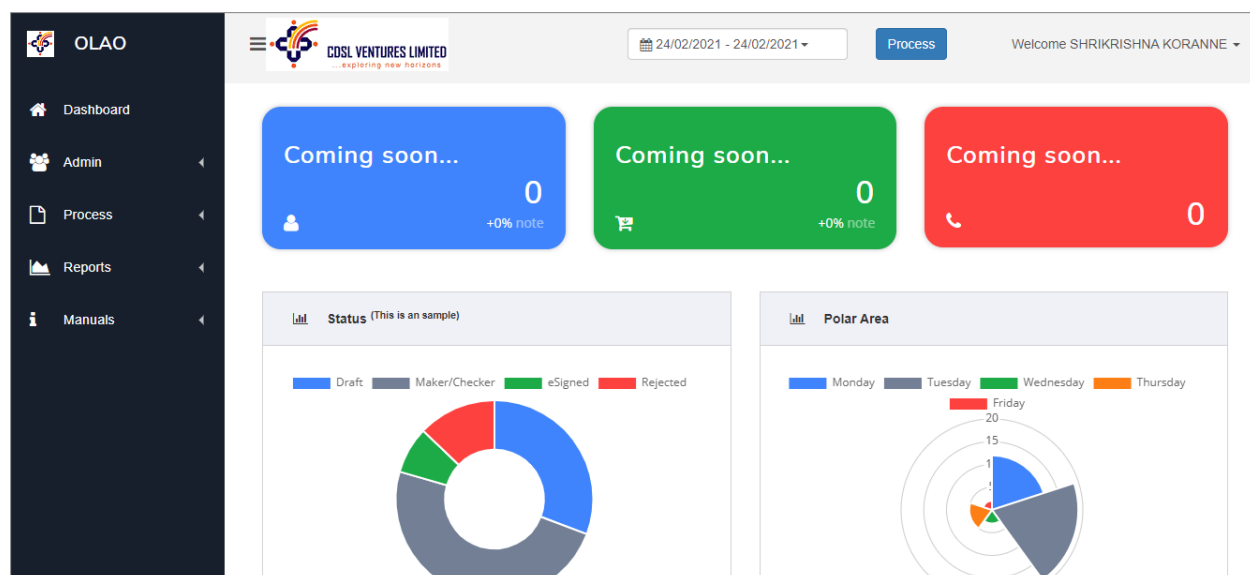 OLAO
CDSL VENTURES LIMITED
...exploring new horizons
24/02/2021 - 24/02/2021
Process
Welcome SHRIKRISHNA KORANNE
Dashboard
Admin
Process
Reports
Manuals
Coming soon...
0
+0% note
Coming soon...
0
+0% note
Coming soon...
0
Status (This is an sample)
Draft Maker/Checker eSigned Rejected
Polar Area
Monday Tuesday Wednesday Thursday
Friday
20
15